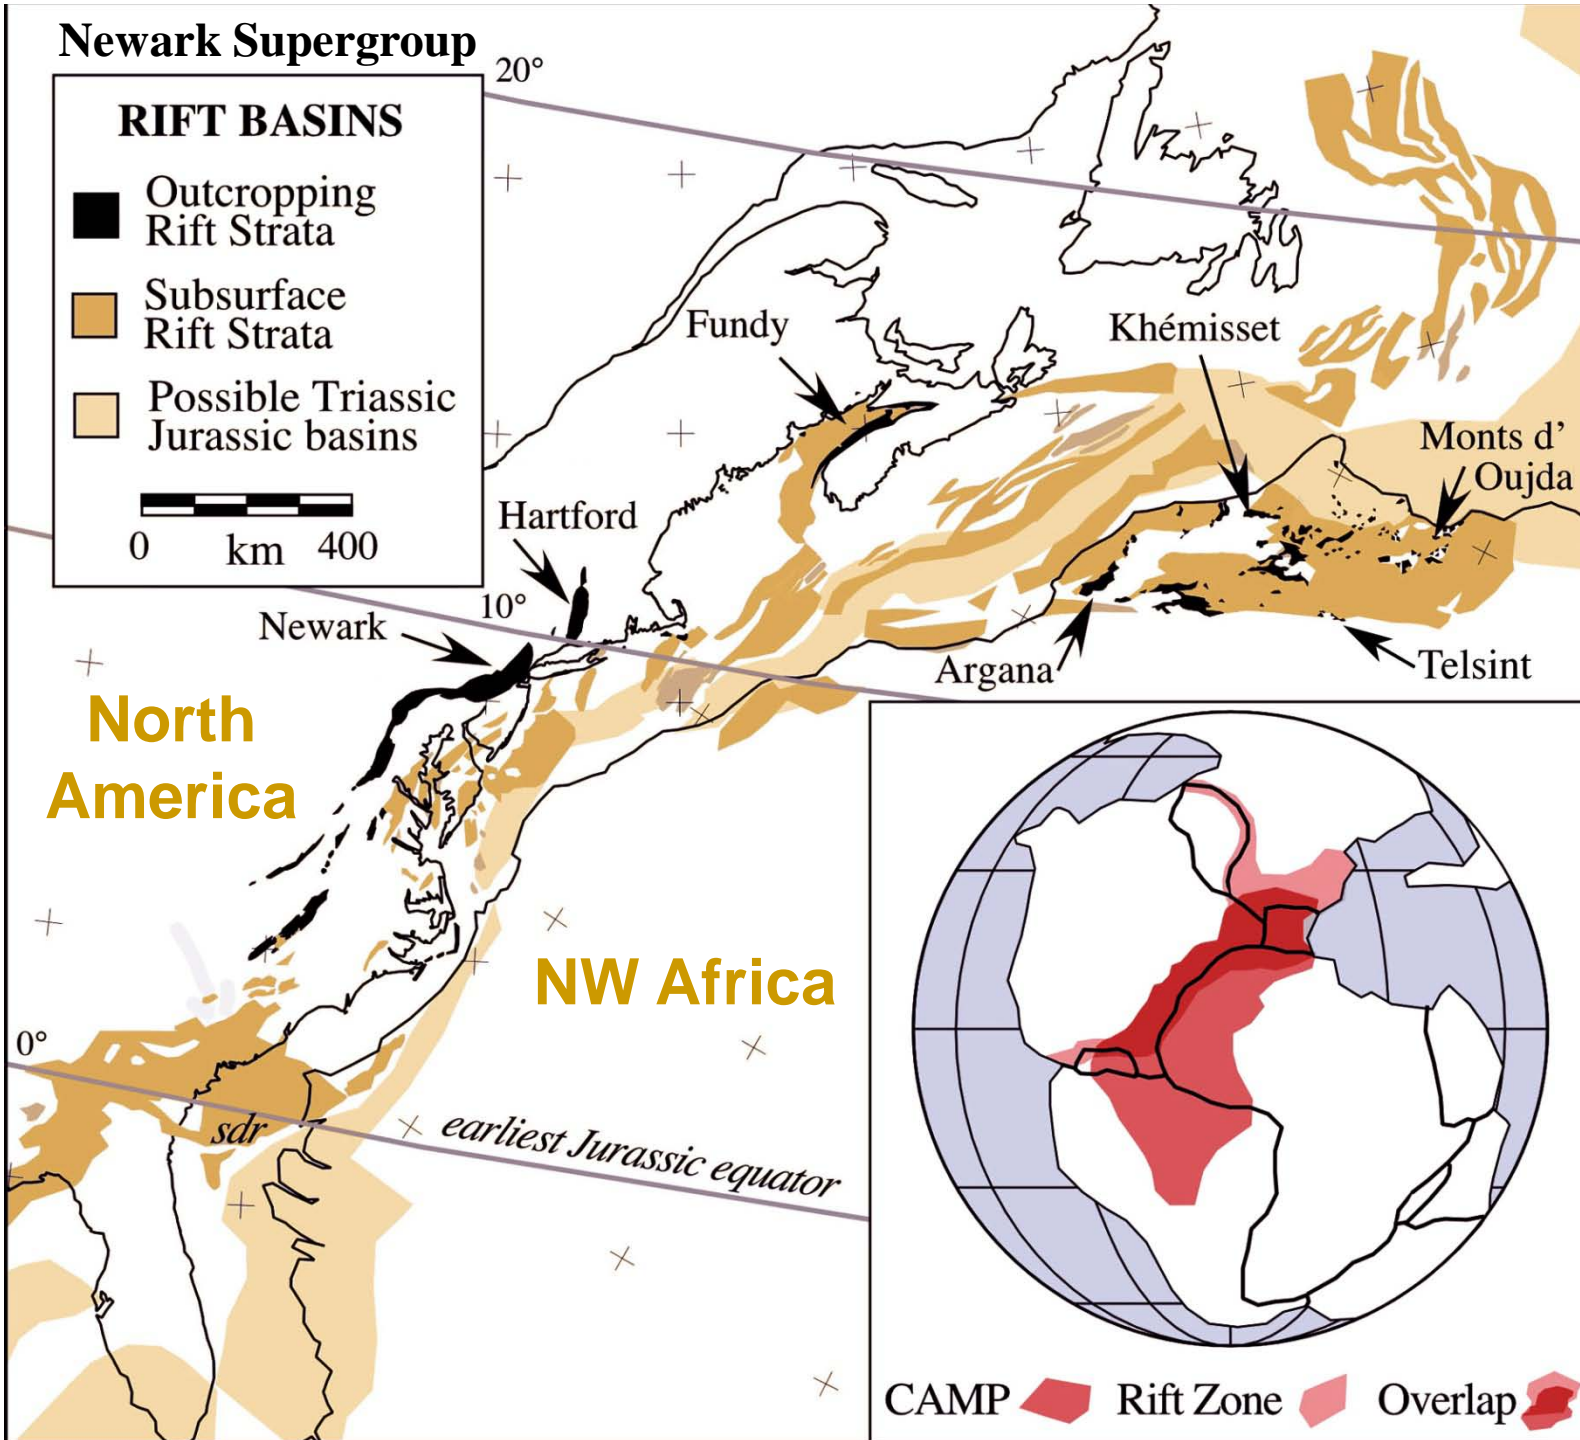 Newark Supergroup
RIFT BASINS
Outcropping
Rift Strata
Subsurface
Rift Strata
Possible Triassic
Jurassic basins
0 km 400
20°
Fundy
Khémisset
Monts d'
Oujda
Hartford
10°
Newark
Argana
Telsint
North
America
NW Africa
0°
sdr
earliest Jurassic equator
CAMP
Rift Zone
Overlap